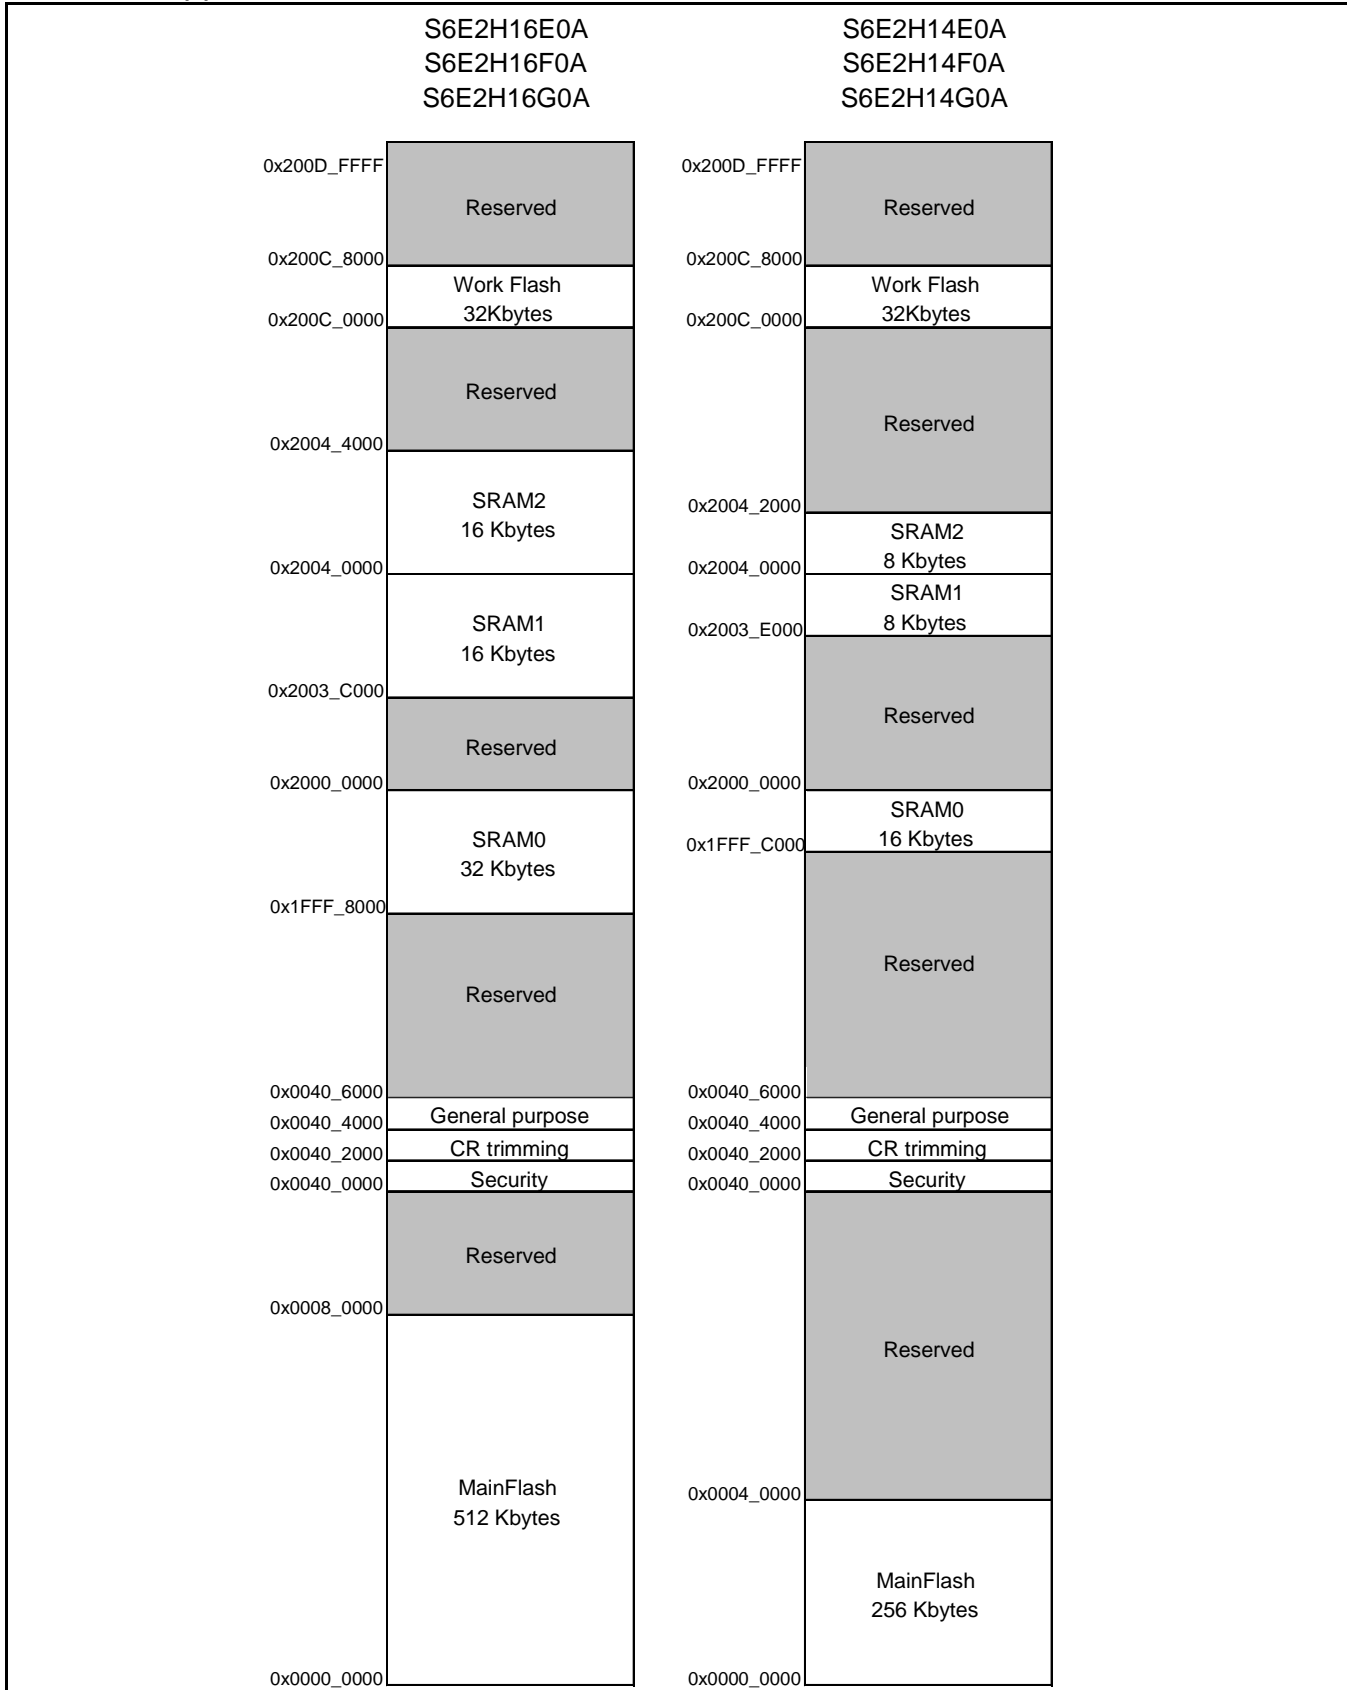 S6E2H16E0A
S6E2H16F0A
S6E2H16G0A
0x200D_FFFF
Reserved
0x200C_8000
Work Flash
32Kbytes
0x200C_0000
Reserved
0x2004_4000
SRAM2
16 Kbytes
0x2004_0000
SRAM1
16 Kbytes
0x2003_C000
Reserved
0x2000_0000
SRAM0
32 Kbytes
0x1FFF_8000
Reserved
0x0040_6000
General purpose
0x0040_4000
CR trimming
0x0040_2000
Security
0x0040_0000
Reserved
0x0008_0000
MainFlash
512 Kbytes
0x0000_0000
S6E2H14E0A
S6E2H14F0A
S6E2H14G0A
0x200D_FFFF
Reserved
0x200C_8000
Work Flash
32Kbytes
0x200C_0000
Reserved
0x2004_2000
SRAM2
8 Kbytes
0x2004_0000
SRAM1
8 Kbytes
0x2003_E000
Reserved
0x2000_0000
SRAM0
16 Kbytes
0x1FFF_C000
Reserved
0x0040_6000
General purpose
0x0040_4000
CR trimming
0x0040_2000
Security
0x0040_0000
Reserved
0x0004_0000
MainFlash
256 Kbytes
0x0000_0000